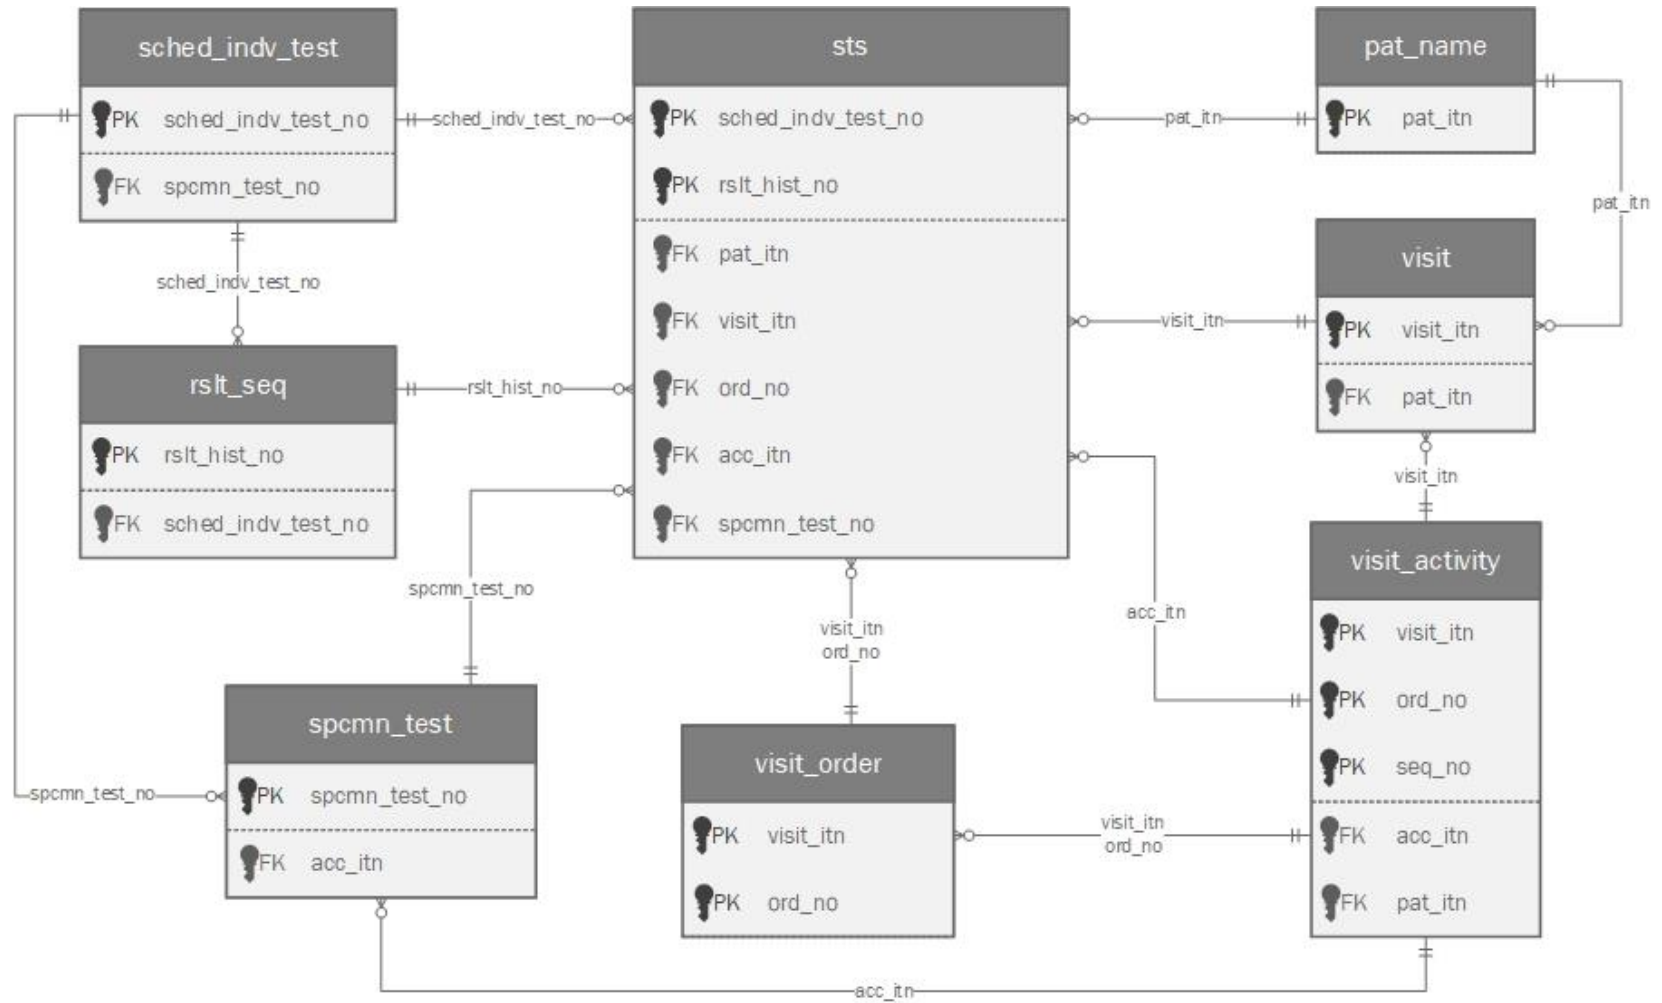 sched_indv_test
PK sched_indv_test_no
FK spcmn_test_no
sched_indv_test_no
sts
PK sched_indv_test_no
PK rslt_hist_no
FK pat_itn
FK visit_itn
FK ord_no
FK acc_itn
FK spcmn_test_no
pat_itn
pat_name
PK pat_itn
pat_itn
visit_itn
visit
PK visit_itn
FK pat_itn
sched_indv_test_no
rslt_seq
PK rslt_hist_no
FK sched_indv_test_no
rslt_hist_no
visit_itn
visit_activity
PK visit_itn
PK ord_no
PK seq_no
FK acc_itn
FK pat_itn
spcmn_test_no
acc_itn
visit_itn
ord_no
spcmn_test_no
spcmn_test
PK spcmn_test_no
FK acc_itn
visit_order
PK visit_itn
PK ord_no
visit_itn
ord_no
acc_itn